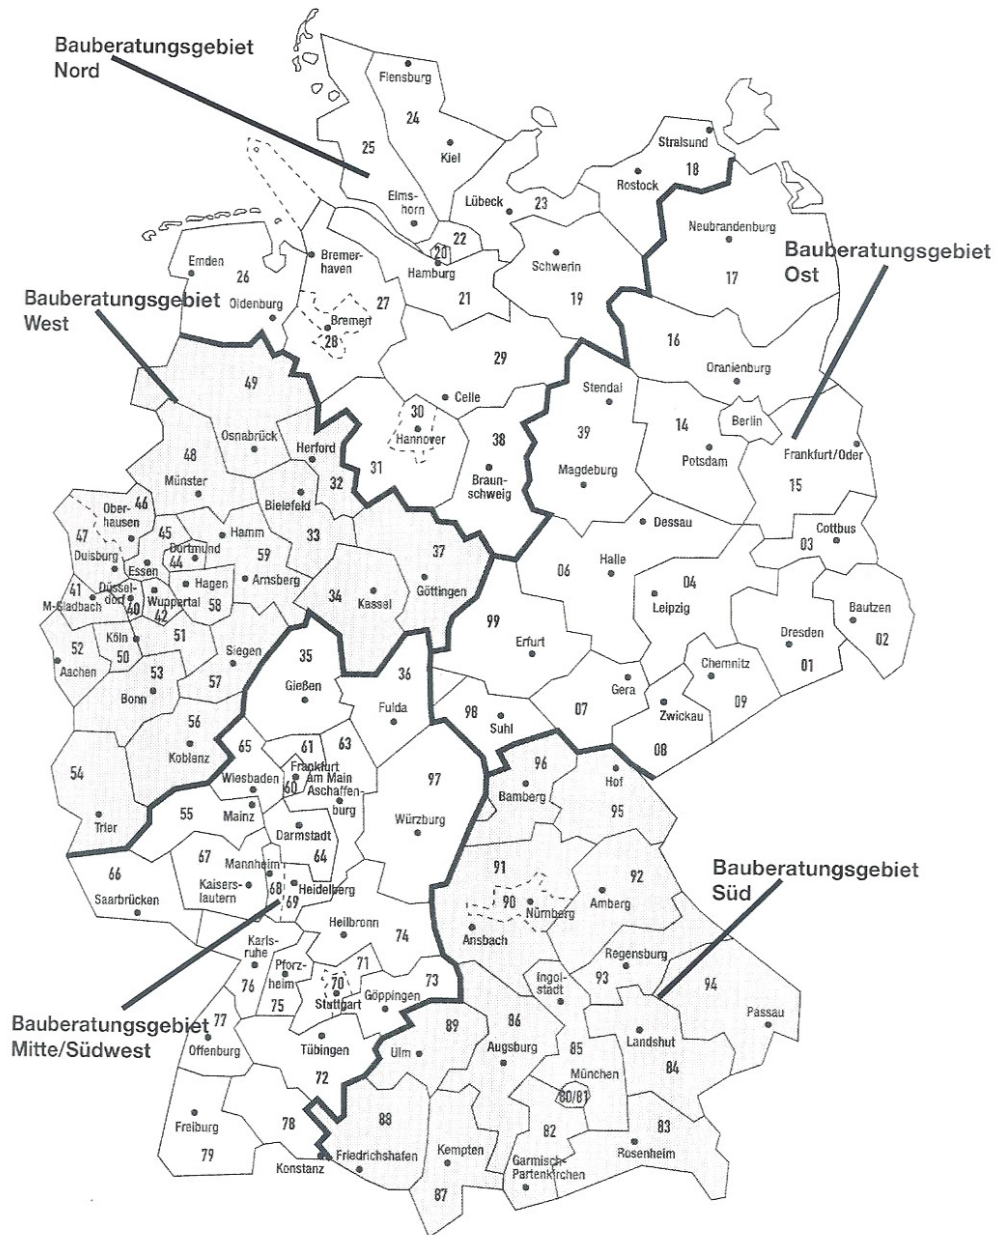 Bauberatungsgebiet
Nord
Flensburg
24
25
Kiel
Stralsund
18
Rostock
Elms-
horn
Lübeck
23
Neubrandenburg
22
20
Hamburg
Schwerin
Bauberatungsgebiet
Ost
Emden
26
Bremer-
haven
17
21
19
Bauberatungsgebiet
West
Oldenburg
27
Bremen
28
16
29
Oranienburg
49
Stendal
Celle
30
Hannover
Berlin
14
39
38
Osnabrück
Herford
Potsdam
Frankfurt/Oder
48
31
Magdeburg
Münster
32
Braun-
schweig
15
46
Ober-
hausen
Bielefeld
47
45
Hamm
33
Dessau
Cottbus
03
Duisburg
Dortmund
44
59
37
Halle
06
Essen
Arnsberg
Hagen
04
41
Düssel-
dorf
40
Wuppertal
42
58
M-Gladbach
34
Kassel
Göttingen
Leipzig
Bautzen
02
99
52
Köln
50
51
Erfurt
Dresden
01
Aachen
Siegen
35
Chemnitz
53
57
Gießen
36
Gera
09
Bonn
Fulda
98
Suhl
07
Zwickau
56
08
Koblenz
65
61
63
54
Wiesbaden
Frankfurt
am Main
60
Aschaffen-
burg
97
96
Bamberg
Hof
95
55
Mainz
Trier
Darmstadt
Würzburg
64
67
66
Mannheim
91
92
Bauberatungsgebiet
Süd
Kaisers-
lautern
68
Heidelberg
69
90
Nürnberg
Amberg
Saarbrücken
Heilbronn
74
Ansbach
Karls-
ruhe
Regensburg
71
Pforz-
heim
70
Stuttgart
73
Ingol-
stadt
93
94
76
75
Göppingen
Passau
Bauberatungsgebiet
Mitte/Südwest
77
Offenburg
Tübingen
89
86
Landshut
Ulm
Augsburg
85
84
72
München
80/81
Freiburg
78
88
82
83
79
Konstanz
Friedrichshafen
Kempten
Garmisch-
Partenkirchen
Rosenheim
87